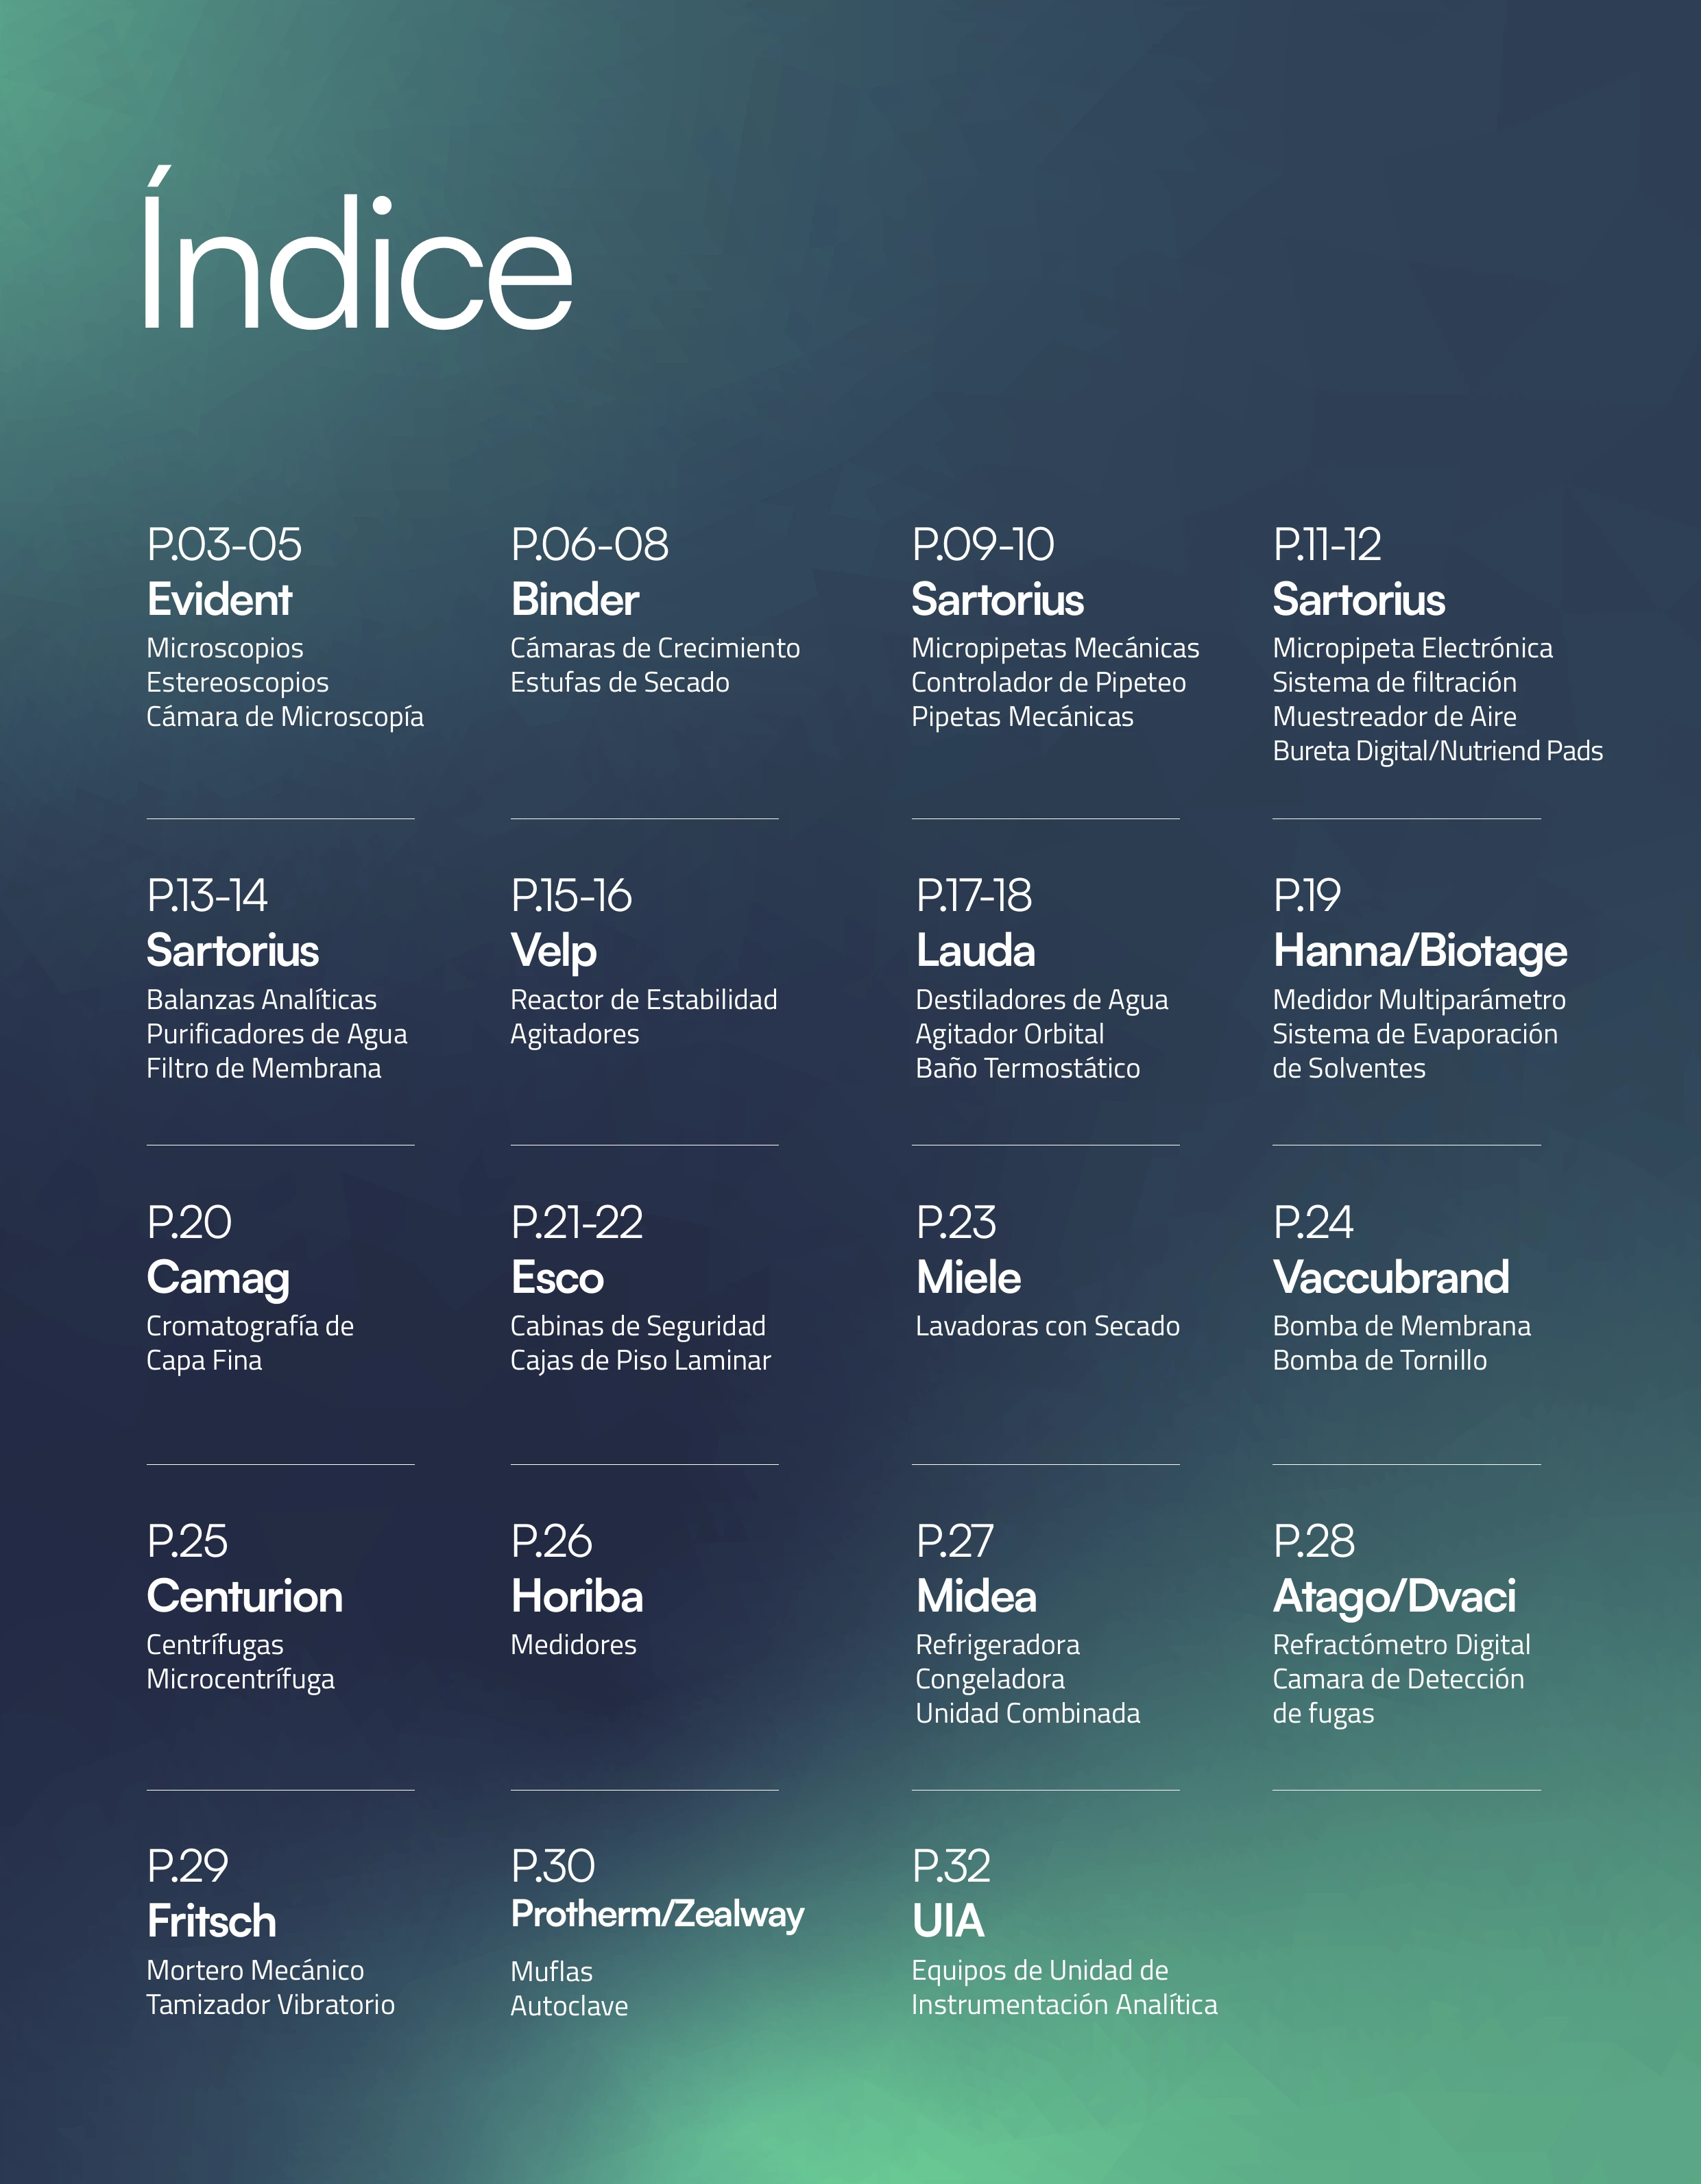 Índice
P.03-05
Evident
Microscopios
Estereoscopios
Cámara de Microscopía
P.06-08
Binder
Cámaras de Crecimiento
Estufas de Secado
P.09-10
Sartorius
Micropipetas Mecánicas
Controlador de Pipeteo
Pipetas Mecánicas
P.11-12
Sartorius
Micropipeta Electrónica
Sistema de filtración
Muestreador de Aire
Bureta Digital/Nutriend Pads
P.13-14
Sartorius
Balanzas Analíticas
Purificadores de Agua
Filtro de Membrana
P.15-16
Velp
Reactor de Estabilidad
Agitadores
P.17-18
Lauda
Destiladores de Agua
Agitador Orbital
Baño Termostático
P.19
Hanna/Biotage
Medidor Multiparámetro
Sistema de Evaporación
de Solventes
P.20
Camag
Cromatografía de
Capa Fina
P.21-22
Esco
Cabinas de Seguridad
Cajas de Piso Laminar
P.23
Miele
Lavadoras con Secado
P.24
Vaccubrand
Bomba de Membrana
Bomba de Tornillo
P.25
Centurion
Centrífugas
Microcentrífuga
P.26
Horiba
Medidores
P.27
Midea
Refrigeradora
Congeladora
Unidad Combinada
P.28
Atago/Dvaci
Refractómetro Digital
Camara de Detección
de fugas
P.29
Fritsch
Mortero Mecánico
Tamizador Vibratorio
P.30
Protherm/Zealway
Muflas
Autoclave
P.32
UIA
Equipos de Unidad de
Instrumentación Analítica